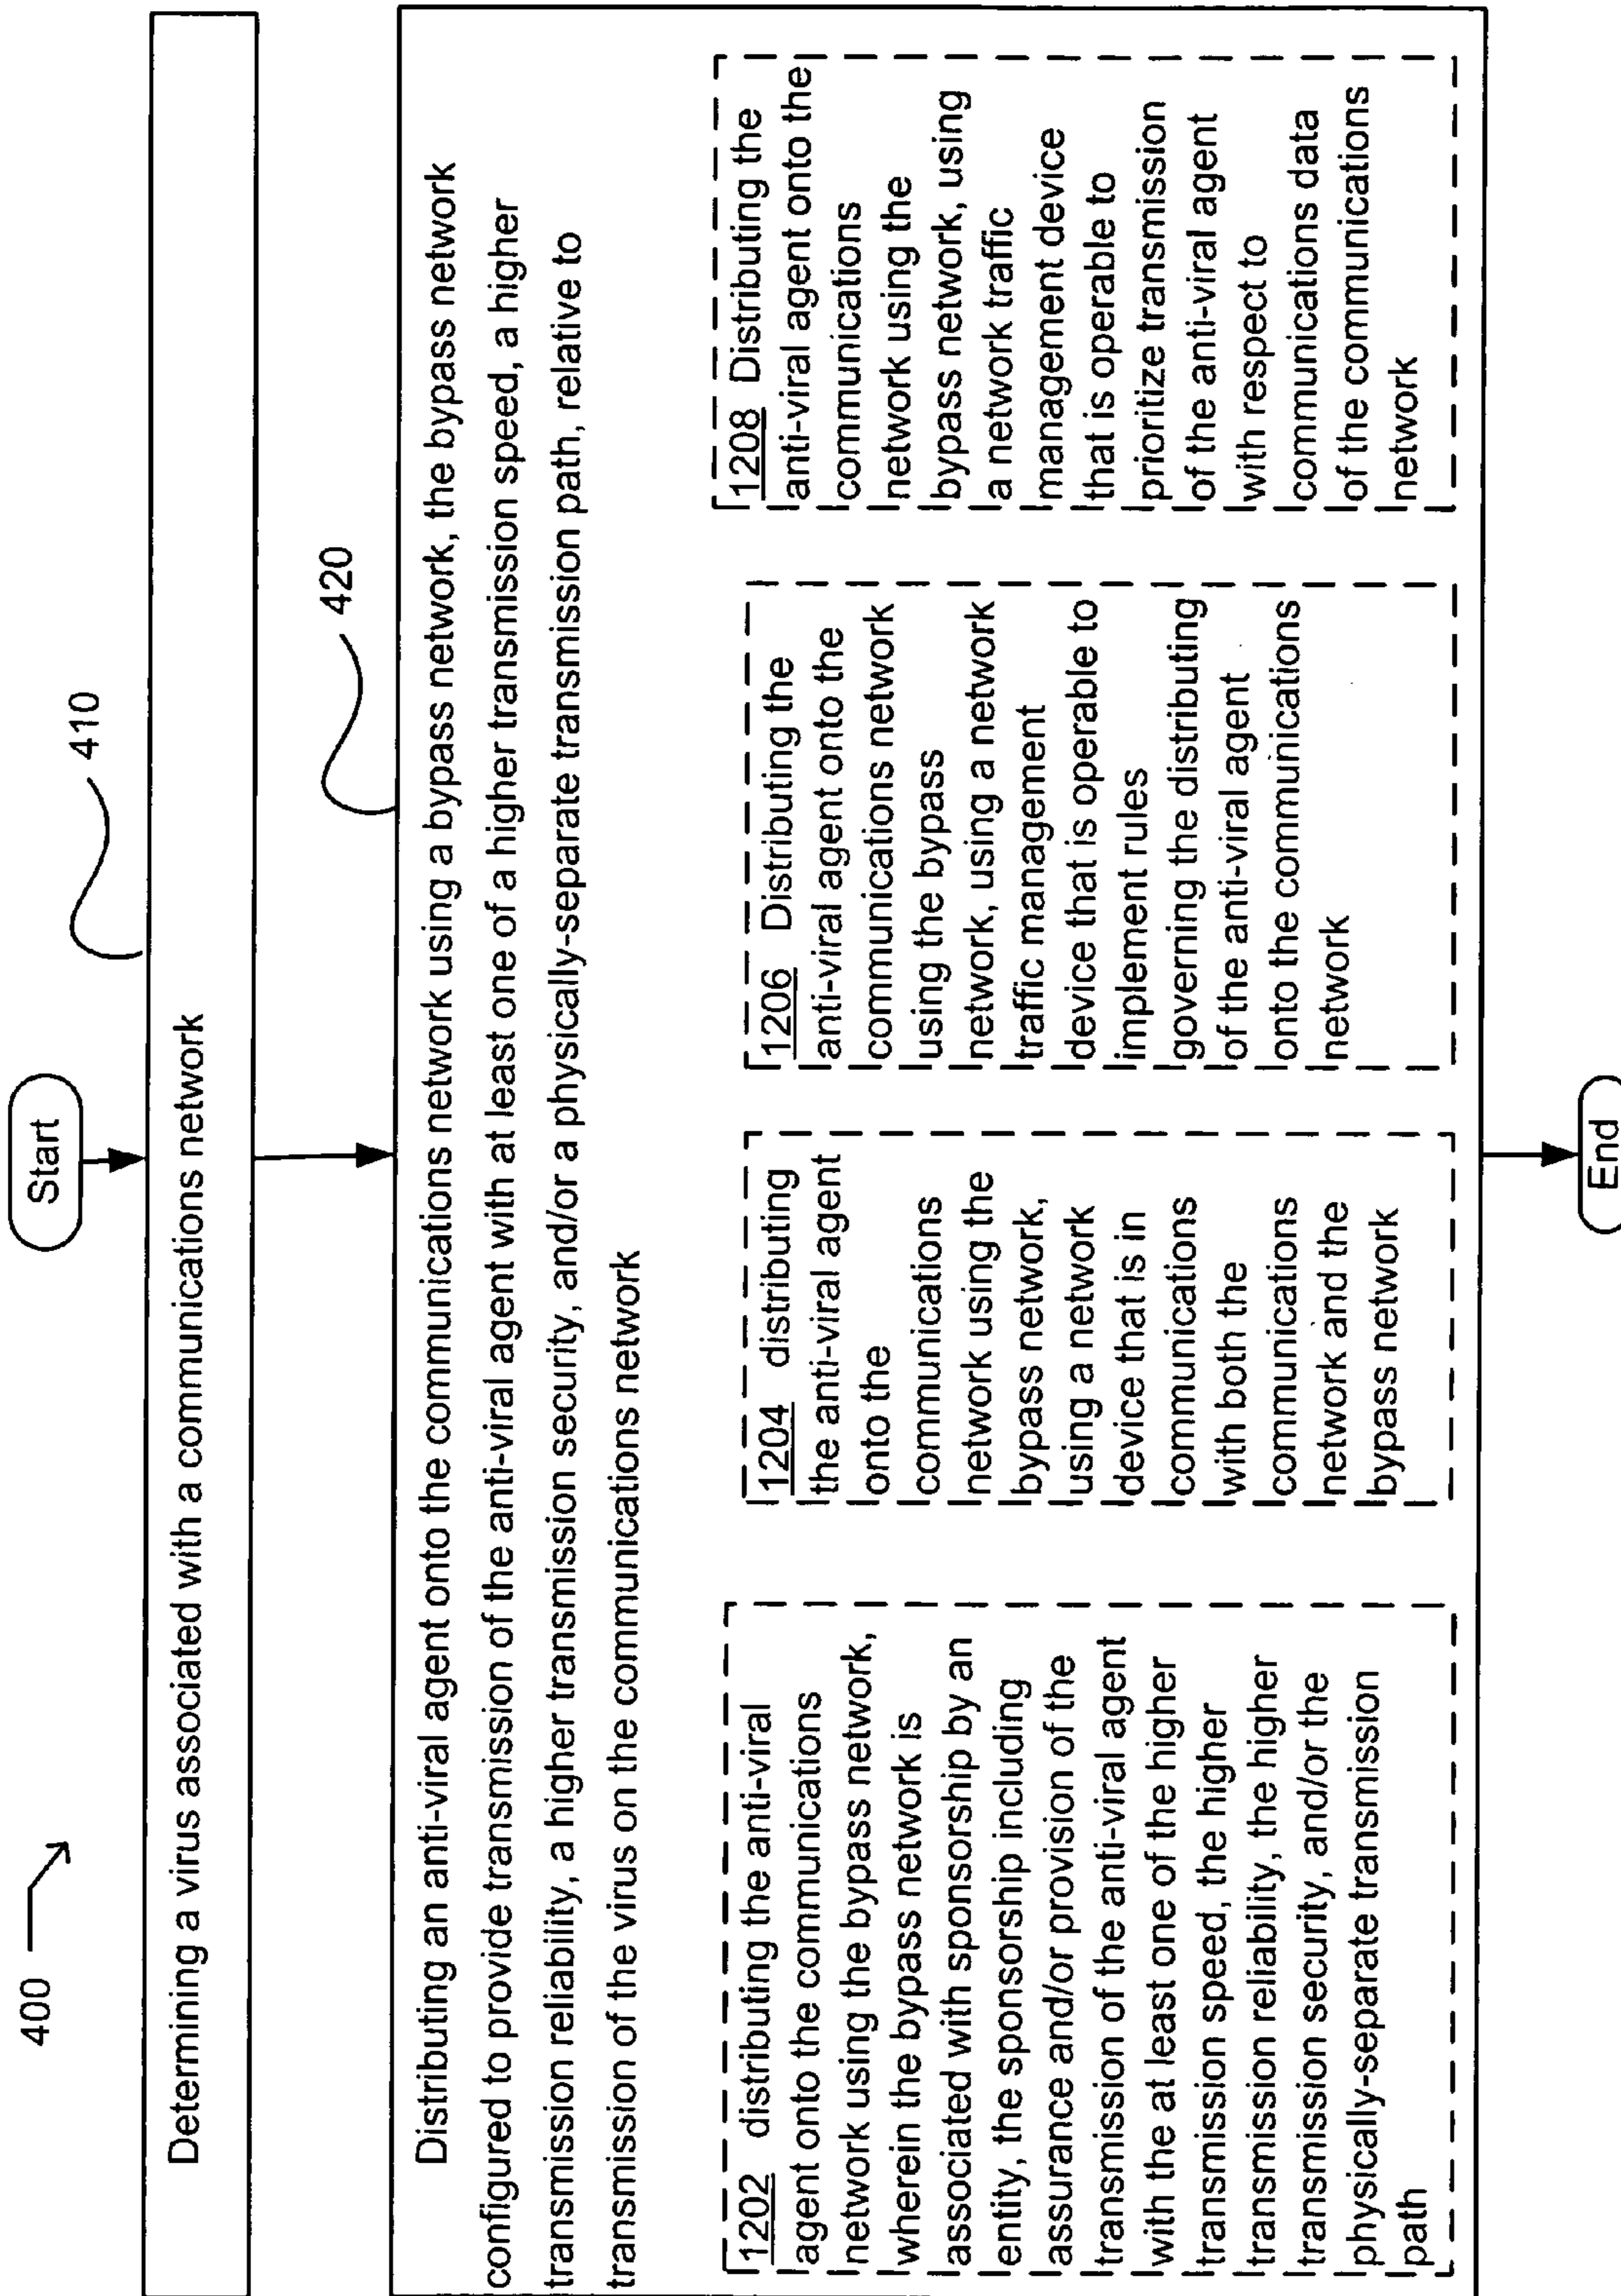 400
Start
410
Determining a virus associated with a communications network
420
Distributing an anti-viral agent onto the communications network using a bypass network, the bypass network
configured to provide transmission of the anti-viral agent with at least one of a higher transmission speed, a higher
transmission reliability, a higher transmission security, and/or a physically-separate transmission path, relative to
transmission of the virus on the communications network
1202 distributing the anti-viral
agent onto the communications
network using the bypass network,
wherein the bypass network is
associated with sponsorship by an
entity, the sponsorship including
assurance and/or provision of the
transmission of the anti-viral agent
with the at least one of the higher
transmission speed, the higher
transmission reliability, the higher
transmission security, and/or the
physically-separate transmission
path
1204 distributing
the anti-viral agent
onto the
communications
network using the
bypass network,
using a network
device that is in
communications
with both the
communications
network and the
bypass network
1206 Distributing the
anti-viral agent onto the
communications network
using the bypass
network, using a network
traffic management
device that is operable to
implement rules
governing the distributing
of the anti-viral agent
onto the communications
network
1208 Distributing the
anti-viral agent onto the
communications
network using the
bypass network, using
a network traffic
management device
that is operable to
prioritize transmission
of the anti-viral agent
with respect to
communications data
of the communications
network
End